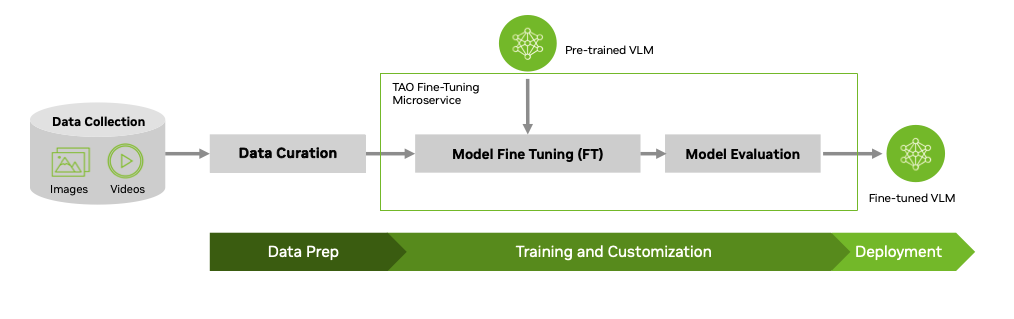 Pre-trained VLM
TAO Fine-Tuning
Microservice
Data Collection
Images
Videos
Data Curation
Model Fine Tuning (FT)
Model Evaluation
Fine-tuned VLM
Data Prep
Training and Customization
Deployment